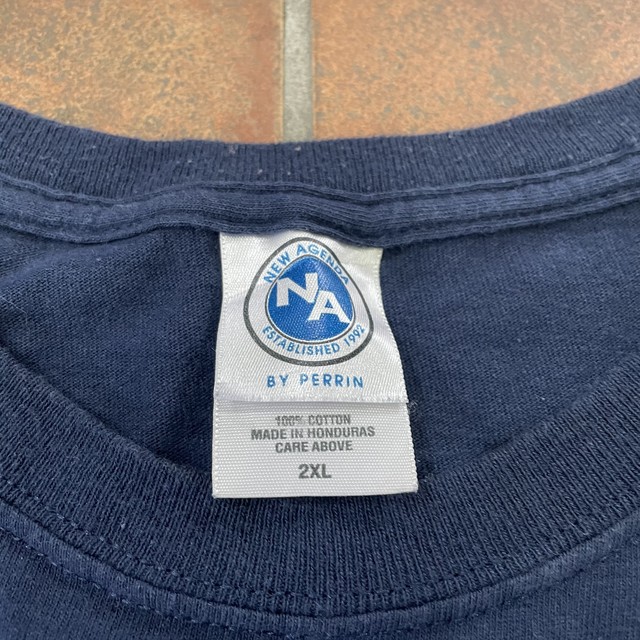 NEW AGENDA
NA
ESTABLISHED 1992
BY PERRIN
100% COTTON
MADE IN HONDURAS
CARE ABOVE
2XL